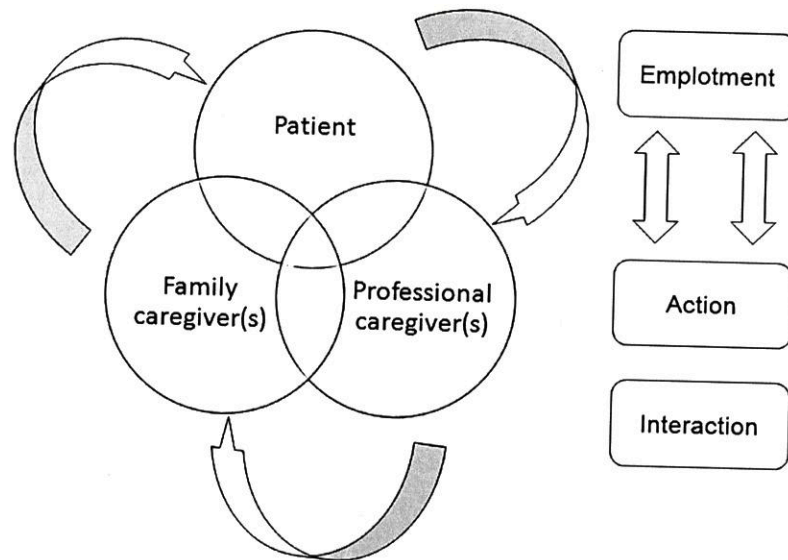 Patient
Family
caregiver(s)
Professional
caregiver(s)
Emplotment
Action
Interaction